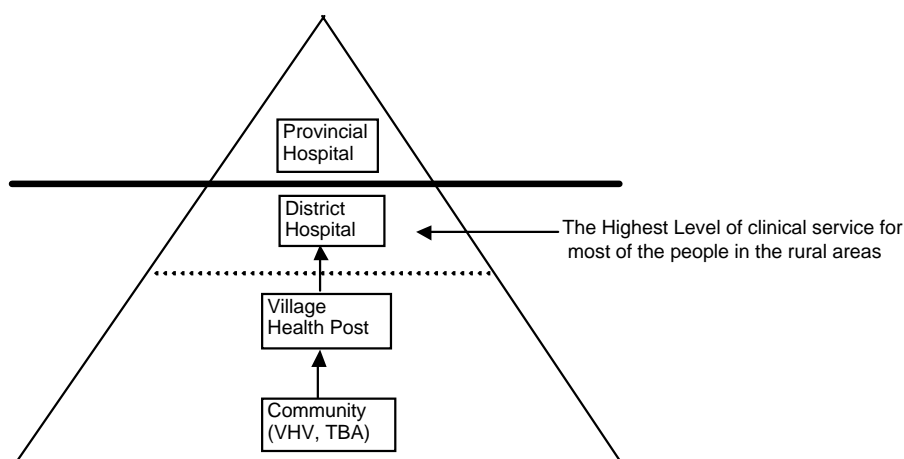 Provincial
Hospital
District
Hospital
The Highest Level of clinical service for
most of the people in the rural areas
Village
Health Post
Community
(VHV, TBA)